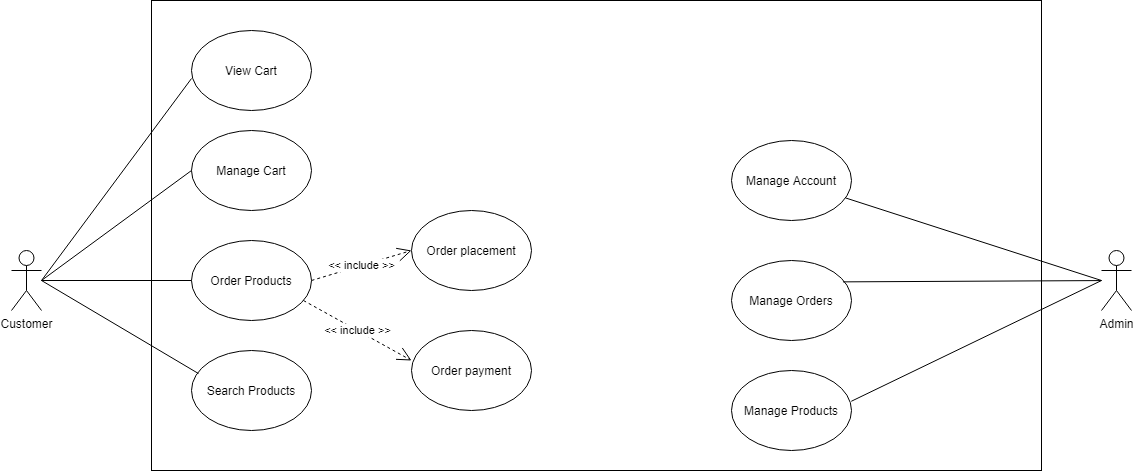 View Cart
Manage Cart
Manage Account
Order placement
<< include >>
Order Products
Manage Orders
Customer
Admin
<< include >>
Order payment
Search Products
Manage Products